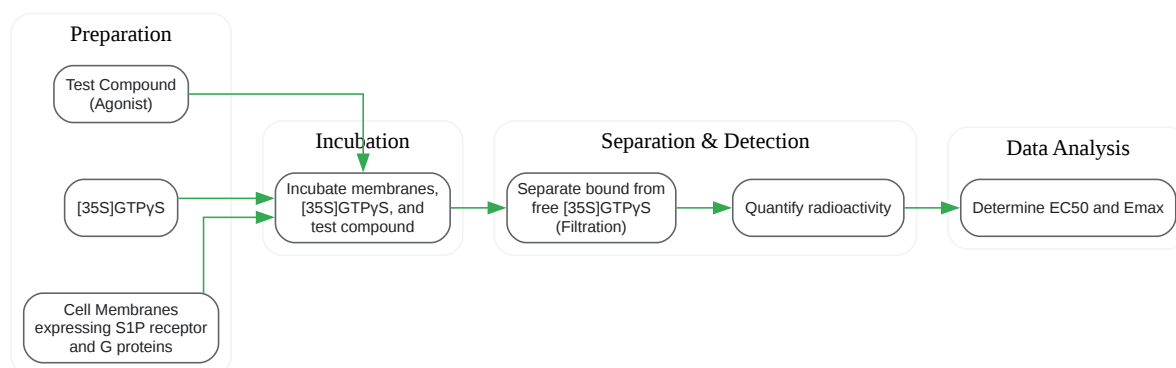 Preparation
Test Compound
(Agonist)
[35S]GTPγS
Cell Membranes
expressing S1P receptor
and G proteins
Incubation
Incubate membranes,
[35S]GTPγS, and
test compound
Separation & Detection
Separate bound from
free [35S]GTPγS
(Filtration)
Quantify radioactivity
Data Analysis
Determine EC50 and Emax